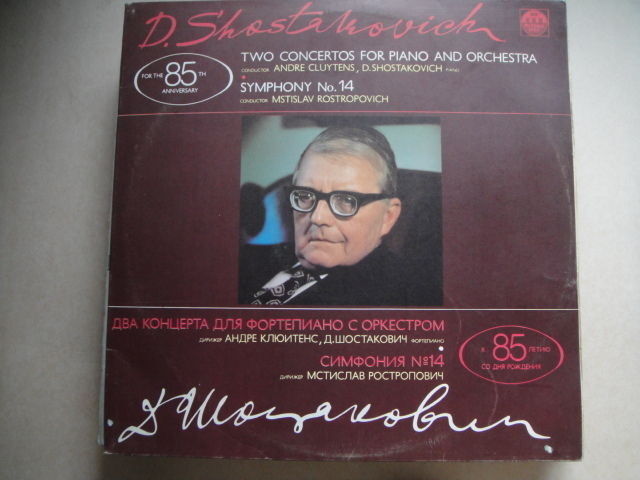 D. Shostakovich
TWO CONCERTOS FOR PIANO AND ORCHESTRA
CONDUCTOR ANDRE CLUYTENS, D.SHOSTAKOVICH PIANO
FOR THE 85TH ANNIVERSARY
SYMPHONY No.14
CONDUCTOR MSTISLAV ROSTROPOVICH
ДВА КОНЦЕРТА ДЛЯ ФОРТЕПИАНО С ОРКЕСТРОМ
ДИРИЖЕР АНДРЕ КЛЮИТЕНС, Д.ШОСТАКОВИЧ ФОРТЕПИАНО
СИМФОНИЯ №14
ДИРИЖЕР МСТИСЛАВ РОСТРОПОВИЧ
К 85 ЛЕТИЮ
СО ДНЯ РОЖДЕНИЯ
Д Шостакович